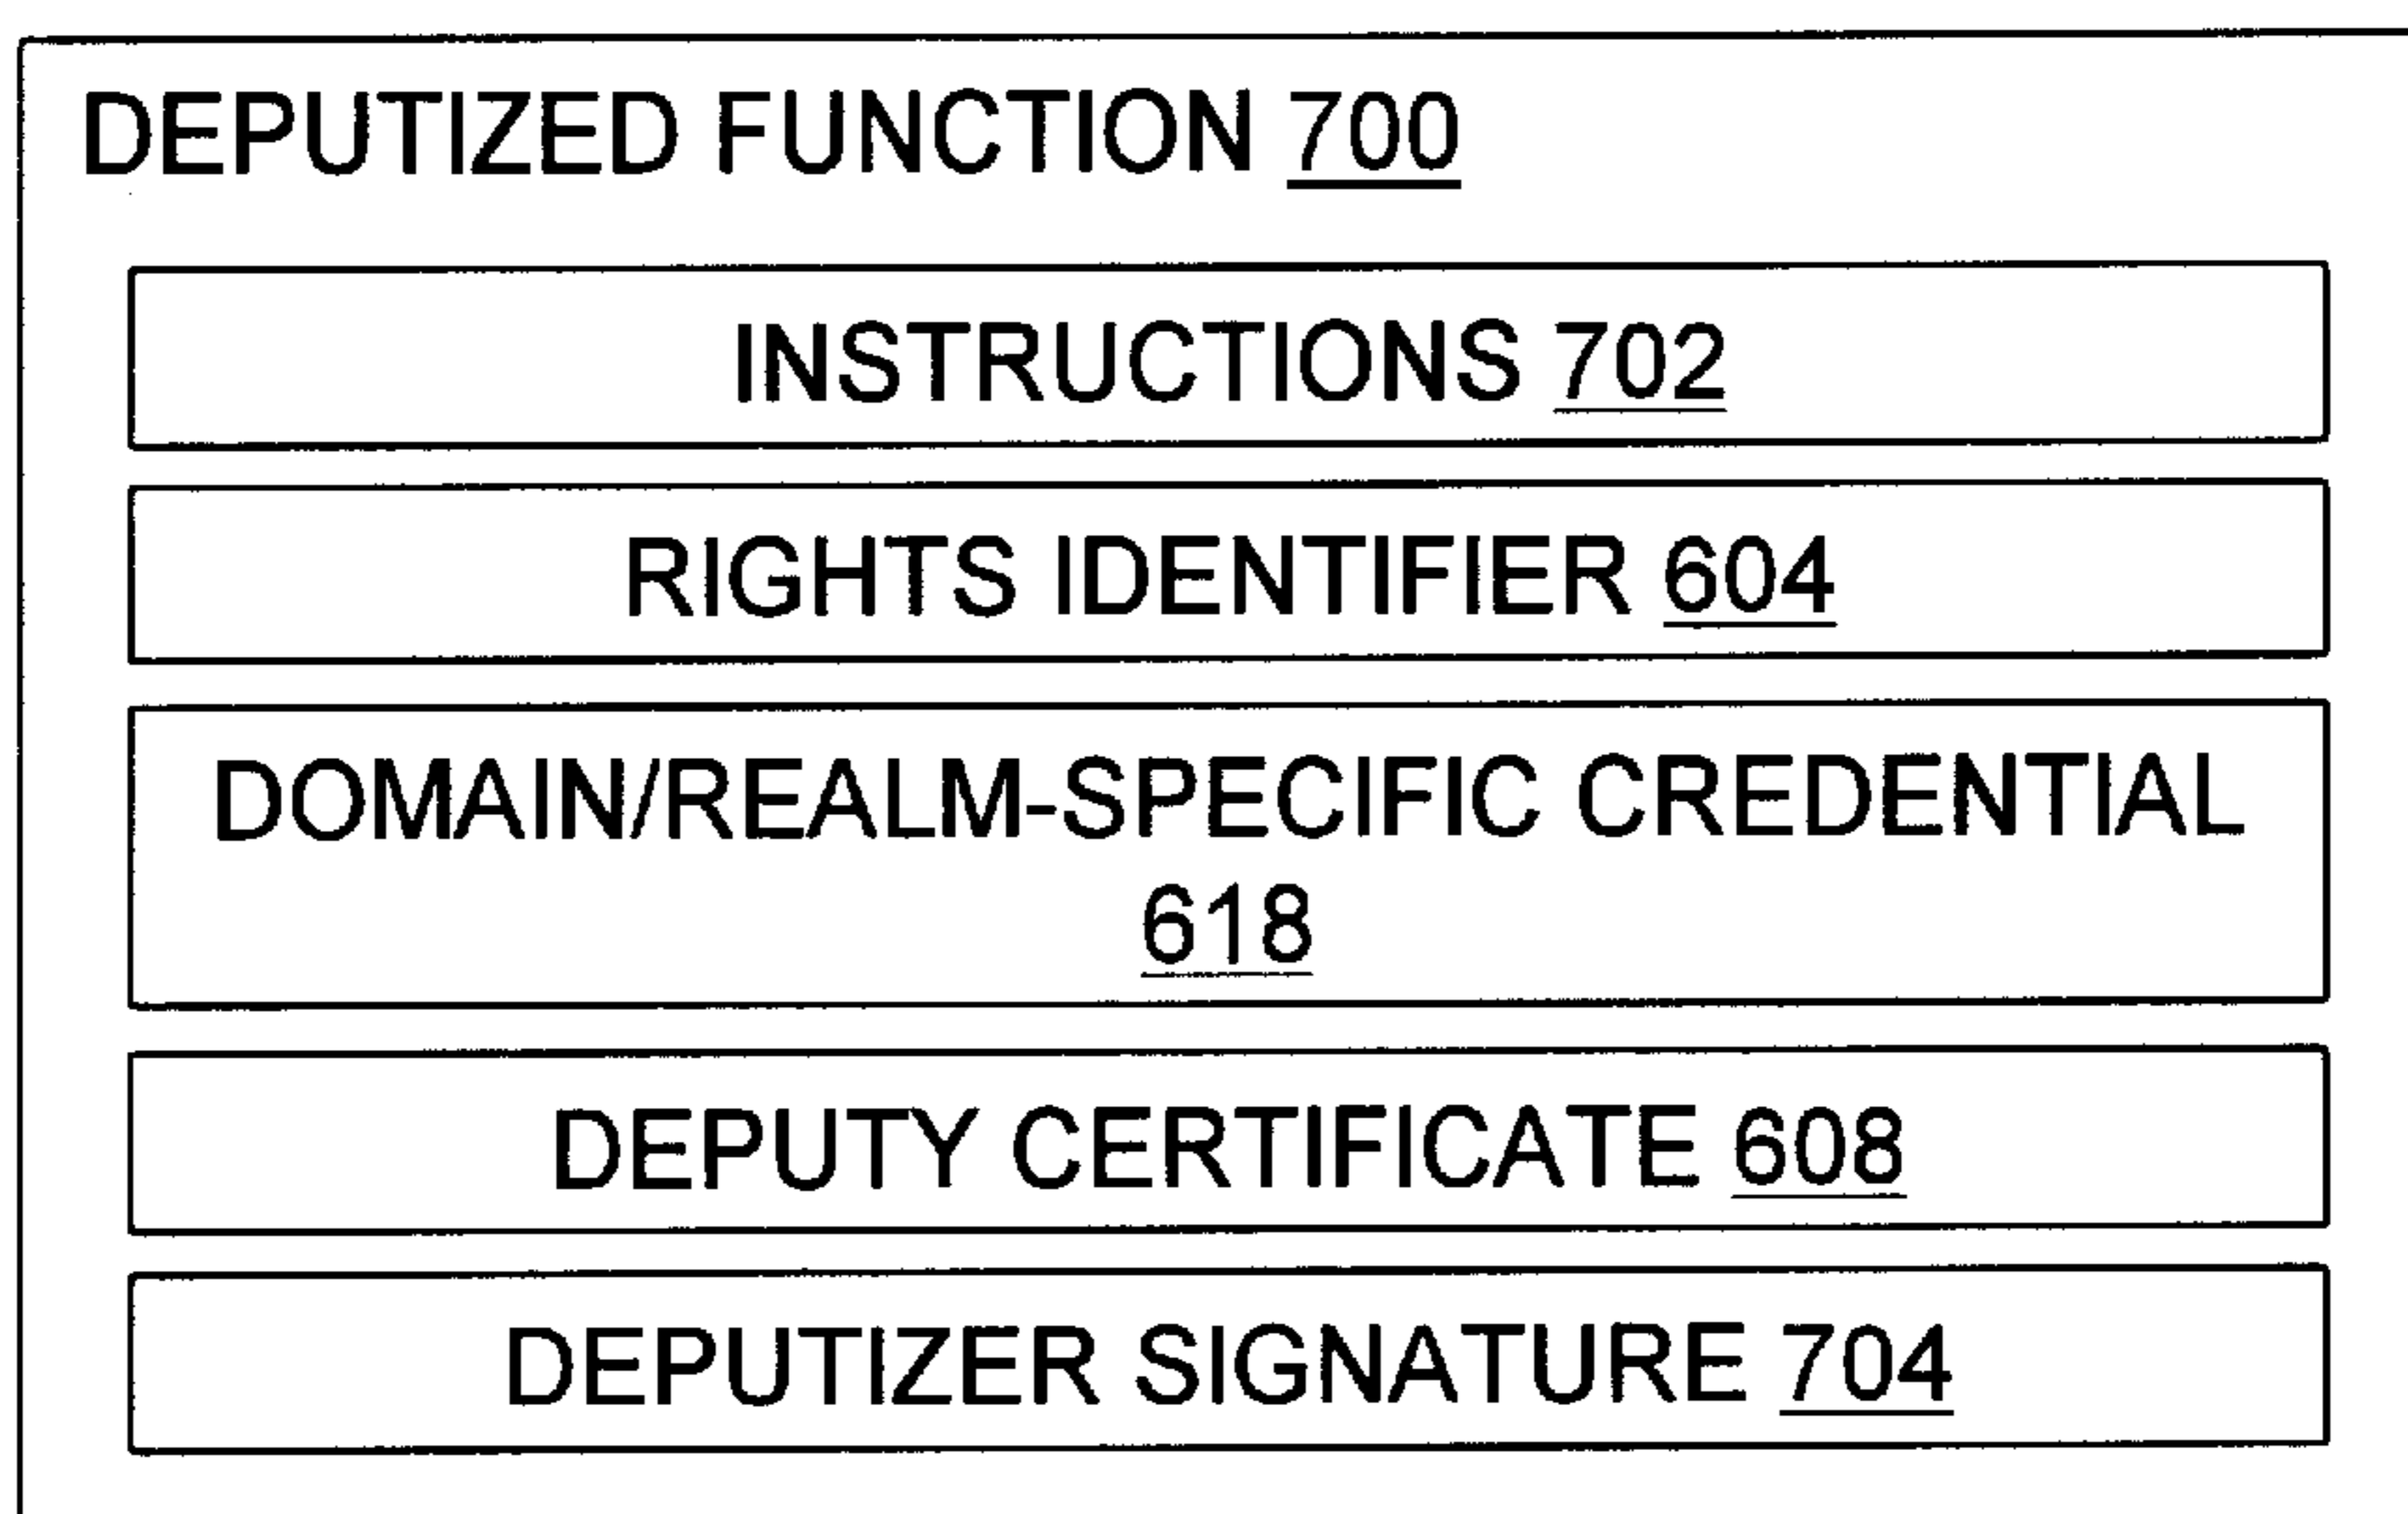 DEPUTIZED FUNCTION 700
INSTRUCTIONS 702
RIGHTS IDENTIFIER 604
DOMAIN/REALM-SPECIFIC CREDENTIAL
618
DEPUTY CERTIFICATE 608
DEPUTIZER SIGNATURE 704